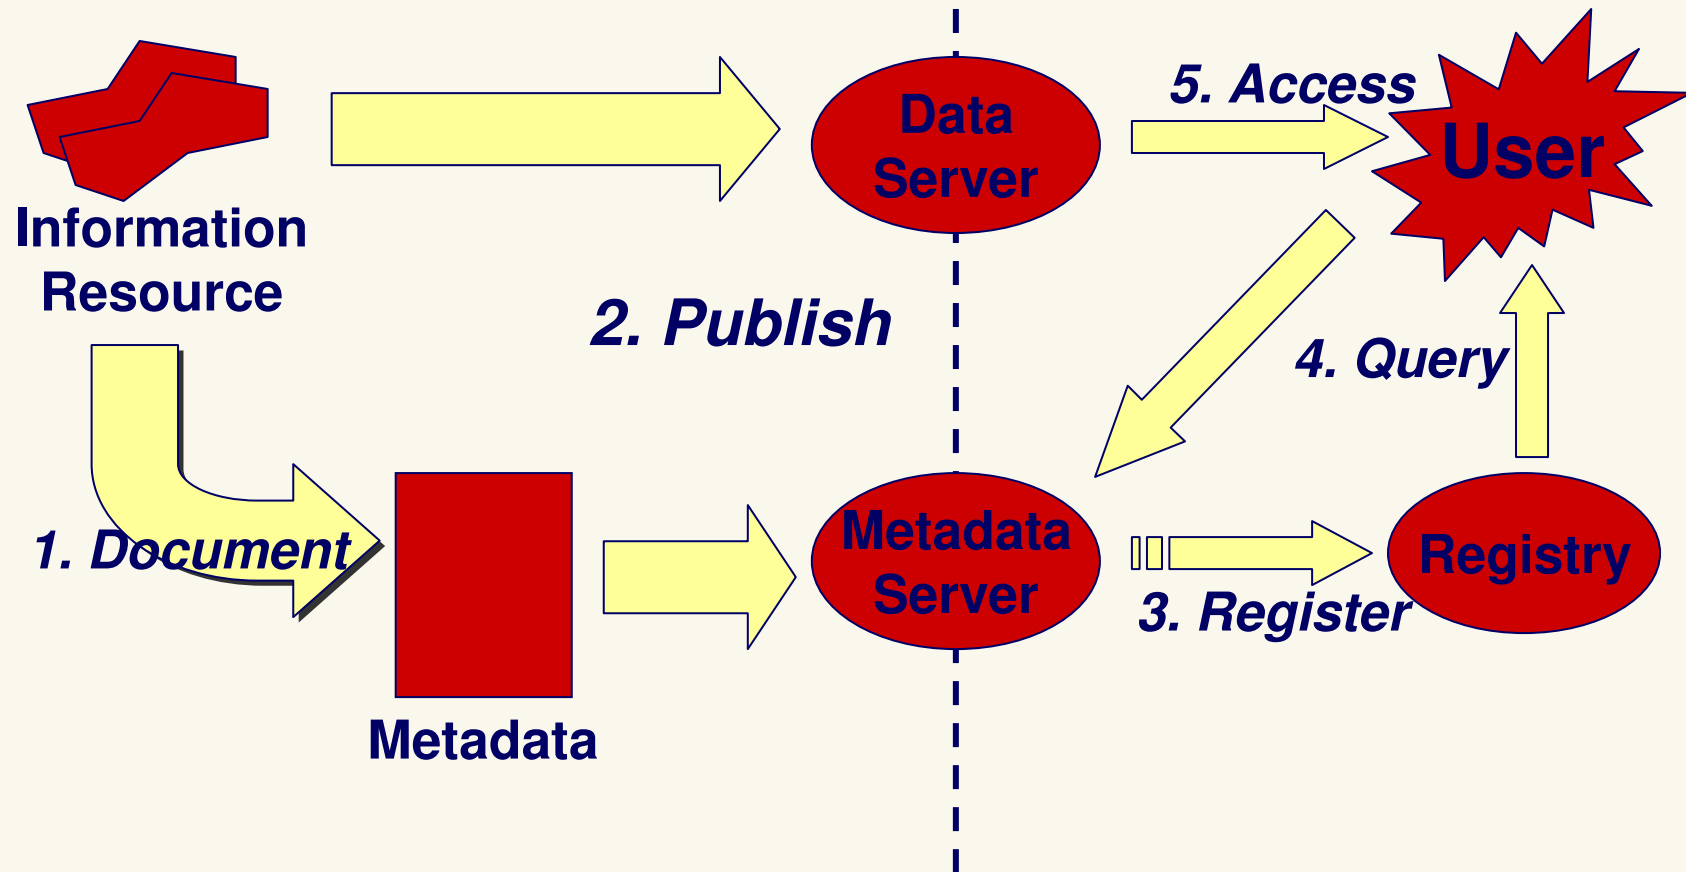 5. Access
Data
Server
User
Information
Resource
2. Publish
4. Query
1. Document
Metadata
Server
Registry
3. Register
Metadata